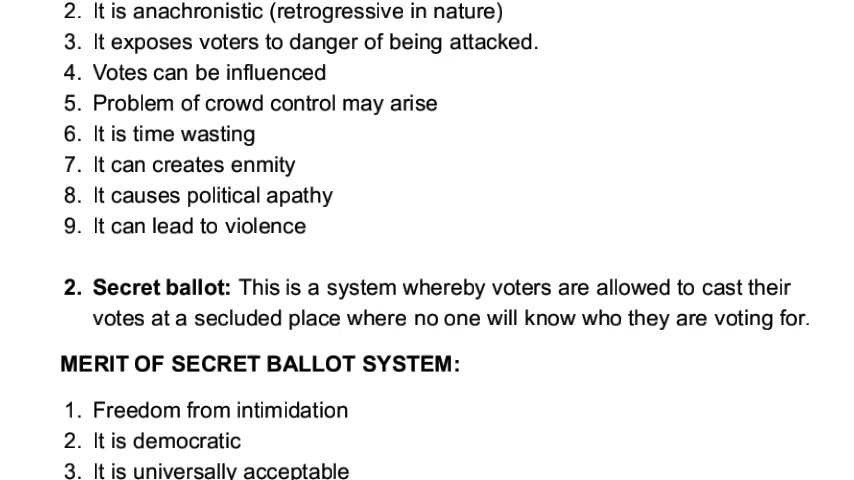 2. It is anachronistic (retrogressive in nature)
3. It exposes voters to danger of being attacked.
4. Votes can be influenced
5. Problem of crowd control may arise
6. It is time wasting
7. It can creates enmity
8. It causes political apathy
9. It can lead to violence
2. Secret ballot: This is a system whereby voters are allowed to cast their
votes at a secluded place where no one will know who they are voting for.
MERIT OF SECRET BALLOT SYSTEM:
1. Freedom from intimidation
2. It is democratic
3. It is universally acceptable